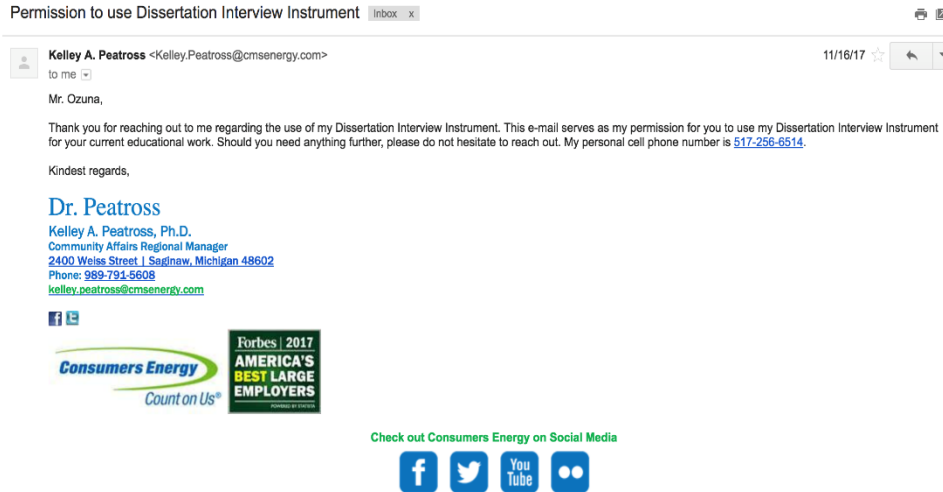 Permission to use Dissertation Interview Instrument Inbox x
Kelley A. Peatross <Kelley.Peatross@cmsenergy.com> 11/16/17
to me
Mr. Ozuna,
Thank you for reaching out to me regarding the use of my Dissertation Interview Instrument. This e-mail serves as my permission for you to use my Dissertation Interview Instrument
for your current educational work. Should you need anything further, please do not hesitate to reach out. My personal cell phone number is 517-256-6514.
Kindest regards,
Dr. Peatross
Kelley A. Peatross, Ph.D.
Community Affairs Regional Manager
2400 Weiss Street | Saginaw, Michigan 48602
Phone: 989-791-5608
kelley.peatross@cmsenergy.com
Consumers Energy
Count on Us®
Forbes | 2017
AMERICA'S
BEST LARGE
EMPLOYERS
POWERED BY STATISTA
Check out Consumers Energy on Social Media
You
Tube